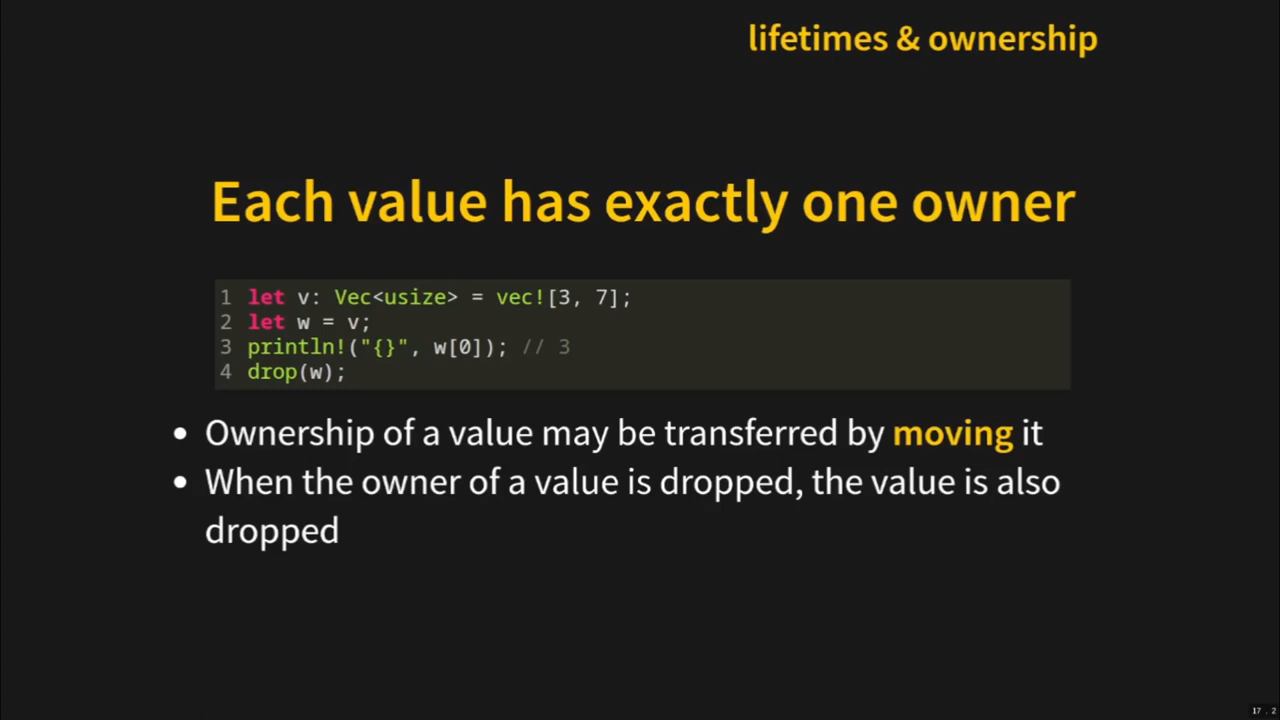 lifetimes & ownership
Each value has exactly one owner
1 let v: Vec<usize> = vec![3, 7];
2 let w = v;
3 println!("{}", w[0]); // 3
4 drop(w);
• Ownership of a value may be transferred by moving it
• When the owner of a value is dropped, the value is also
dropped
17 . 2